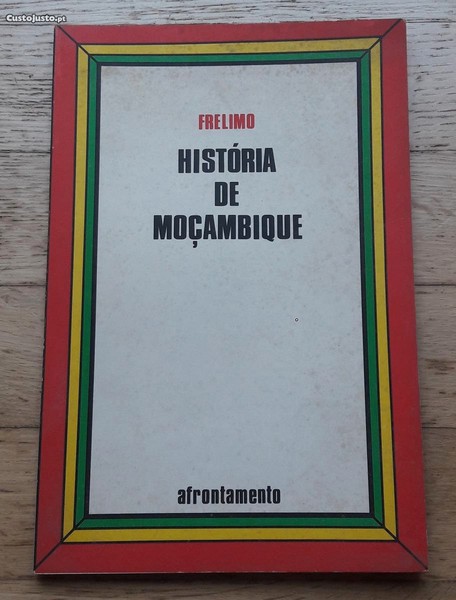 CustoJusto.pt
FRELIMO
HISTÓRIA
DE
MOÇAMBIQUE
afrontamento